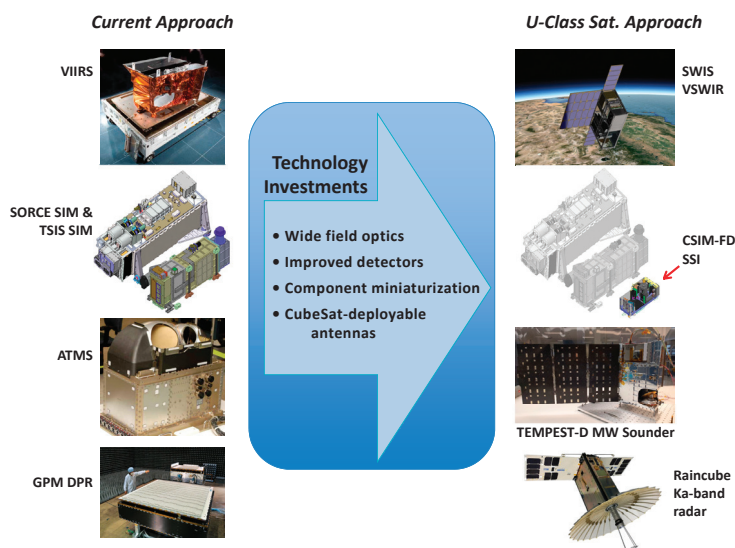 Current Approach
U-Class Sat. Approach
VIIRS
SORCE SIM &
TSIS SIM
ATMS
GPM DPR
Technology
Investments
• Wide field optics
• Improved detectors
• Component miniaturization
• CubeSat-deployable
antennas
SWIS
VSWIR
CSIM-FD
SSI
TEMPEST-D MW Sounder
Raincube
Ka-band
radar